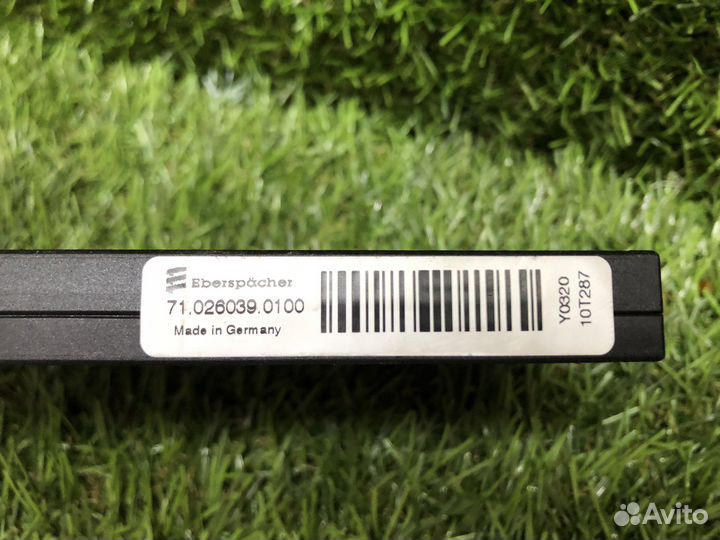 Eberspächer
71.026039.0100
Made in Germany
Y0320
10T287
Avito